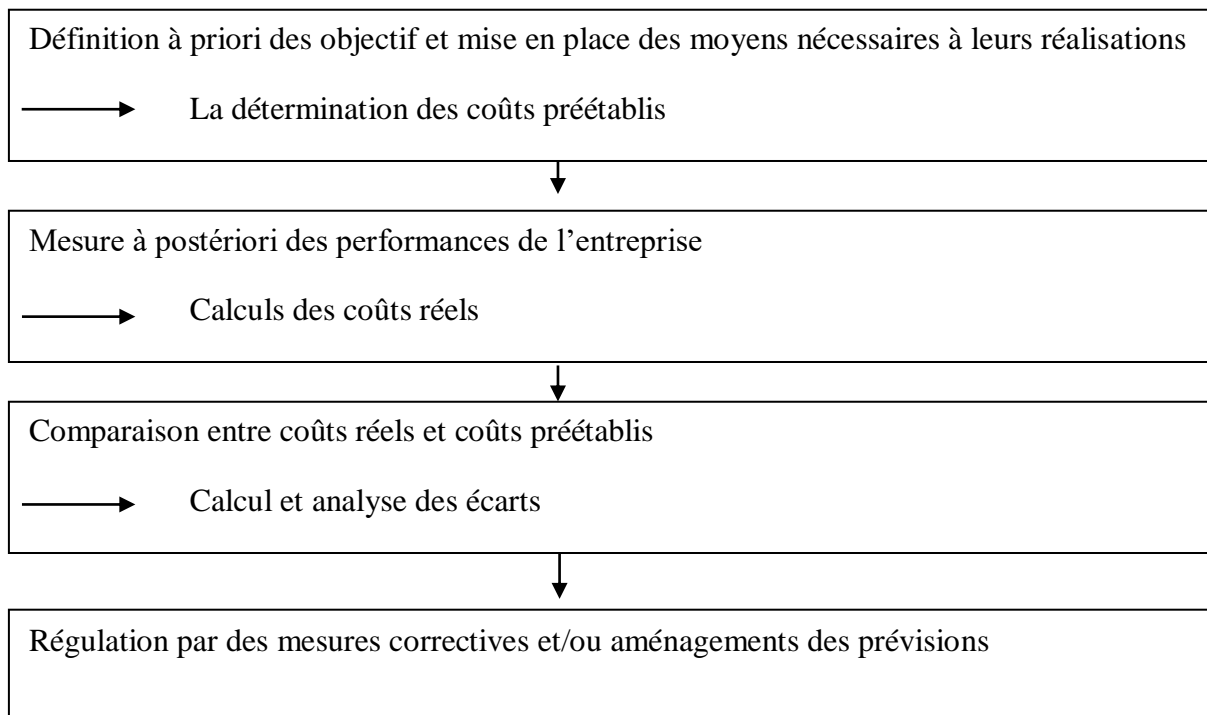 Définition à priori des objectif et mise en place des moyens nécessaires à leurs réalisations
La détermination des coûts préétablis
Mesure à postériori des performances de l’entreprise
Calculs des coûts réels
Comparaison entre coûts réels et coûts préétablis
Calcul et analyse des écarts
Régulation par des mesures correctives et/ou aménagements des prévisions